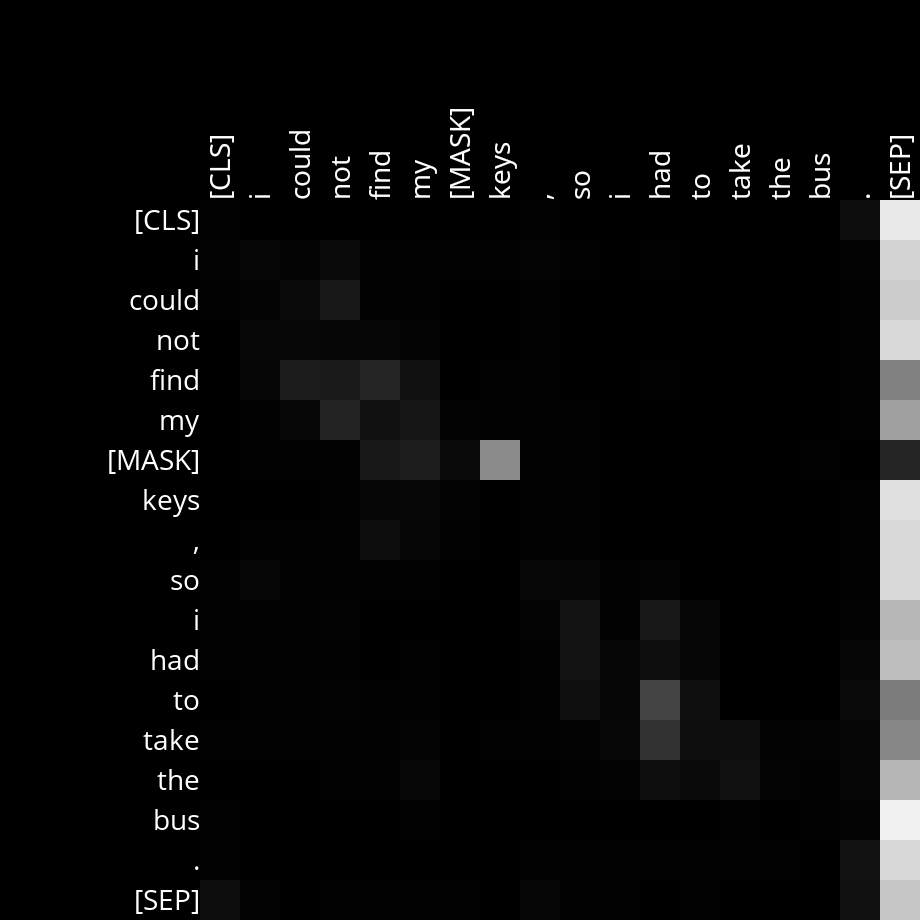 [CLS] i could not find my [MASK] keys , so i had to take the bus . [SEP]
[CLS]
i
could
not
find
my
[MASK]
keys
,
so
i
had
to
take
the
bus
.
[SEP]